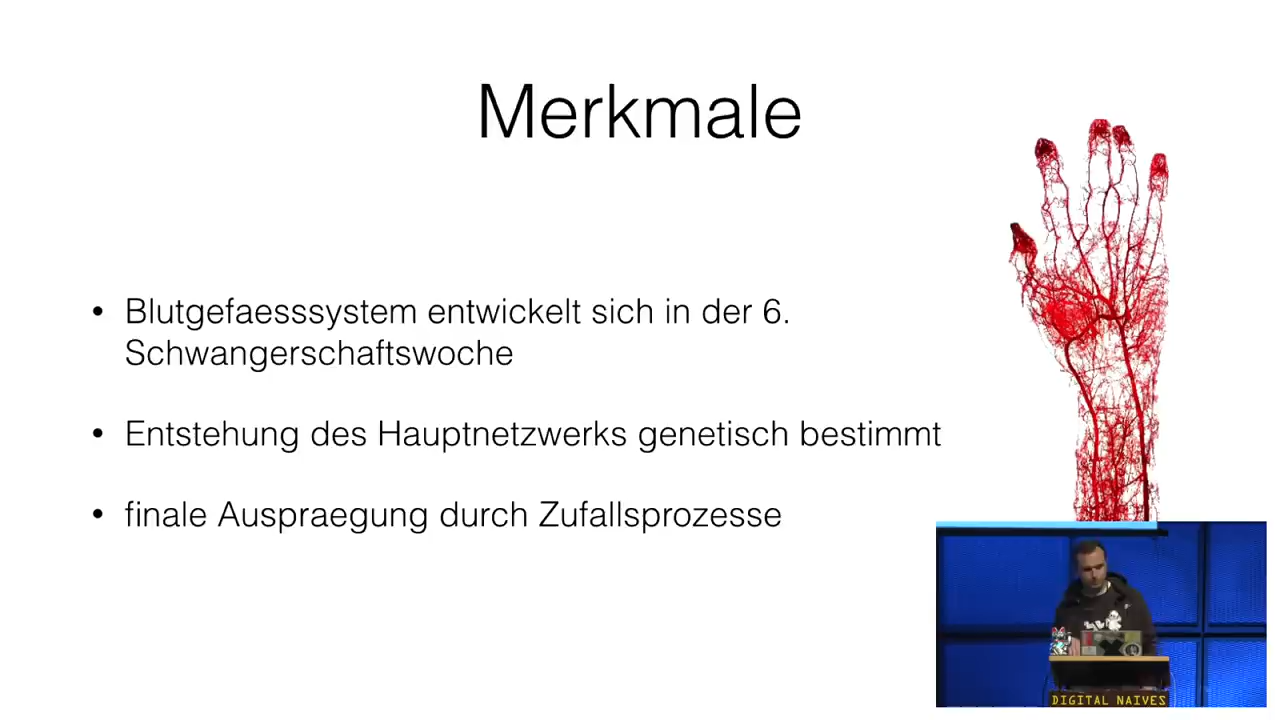 Merkmale
• Blutgefaesssystem entwickelt sich in der 6.
Schwangerschaftswoche
• Entstehung des Hauptnetzwerks genetisch bestimmt
• finale Auspraegung durch Zufallsprozesse
DIGITAL NAIVES